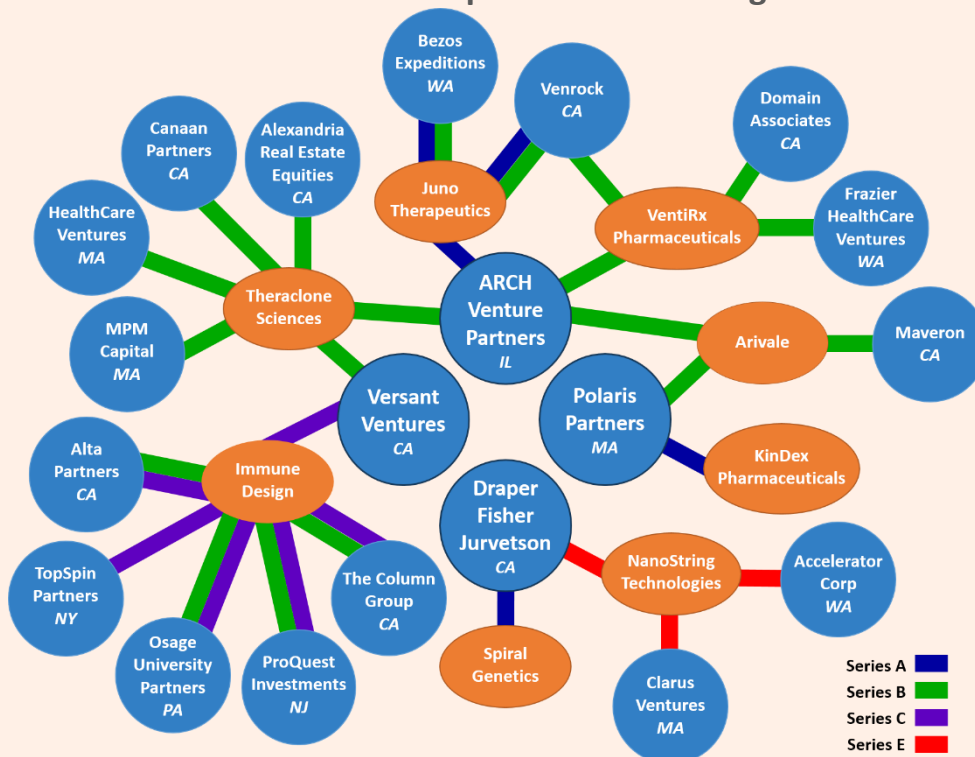 Bezos
Expeditions
WA
Venrock
CA
Domain
Associates
CA
Canaan
Partners
CA
Alexandria
Real Estate
Equities
CA
Juno
Therapeutics
VentiRx
Pharmaceuticals
Frazier
HealthCare
Ventures
WA
HealthCare
Ventures
MA
Theraclone
Sciences
ARCH
Venture
Partners
IL
MPM
Capital
MA
Arivale
Maveron
CA
Versant
Ventures
CA
Polaris
Partners
MA
Alta
Partners
CA
Immune
Design
KinDex
Pharmaceuticals
Draper
Fisher
Jurvetson
CA
NanoString
Technologies
Accelerator
Corp
WA
TopSpin
Partners
NY
The Column
Group
CA
Osage
University
Partners
PA
ProQuest
Investments
NJ
Spiral
Genetics
Clarus
Ventures
MA
Series A
Series B
Series C
Series E